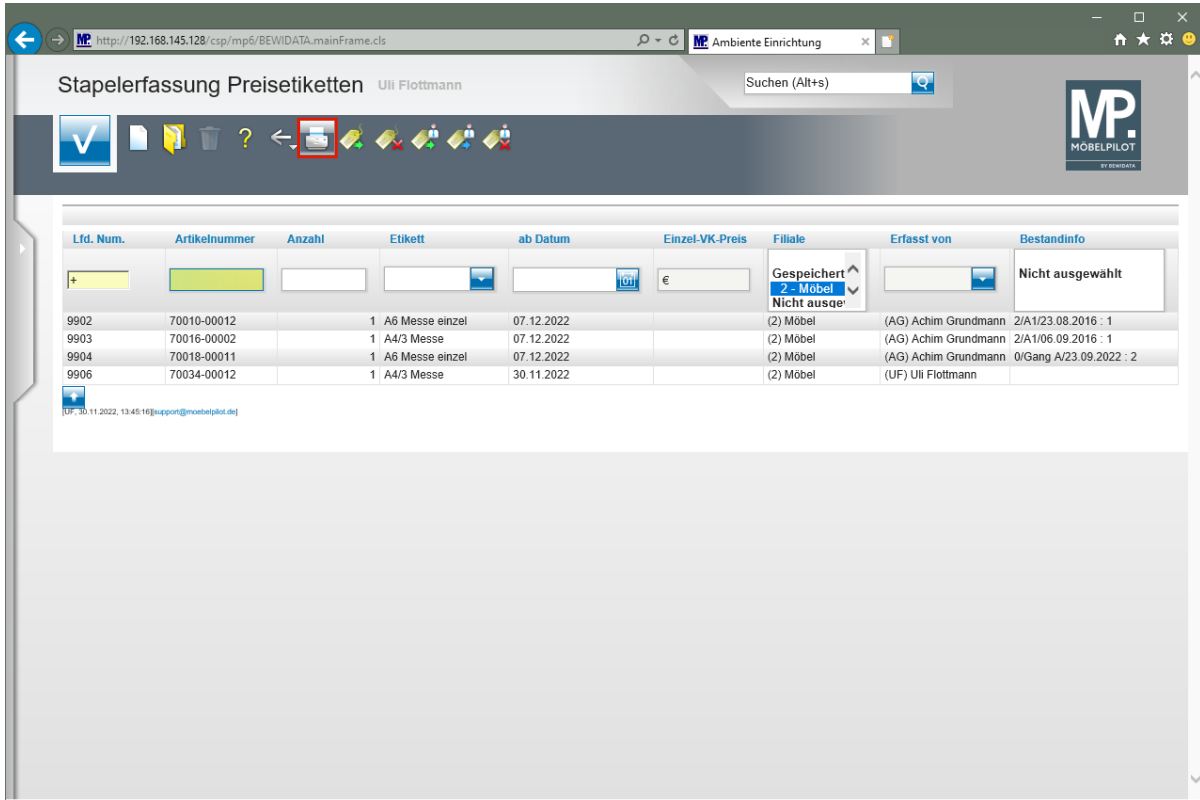 http://192.168.145.128/csp/mp6/BEWIDATA.mainFrame.cls
MP. Ambiente Einrichtung
Stapelerfassung Preisetiketten Uli Flottmann
Suchen (Alt+s)
MP.
MÖBELPILOT
BY BEWIDATA
Lfd. Num. Artikelnummer Anzahl Etikett ab Datum Einzel-VK-Preis Filiale Erfasst von Bestandinfo
Gespeichert
+ 01 € 2 - Möbel Nicht ausgewählt
Nicht ausgew
9902 70010-00012 1 A6 Messe einzel 07.12.2022 (2) Möbel (AG) Achim Grundmann 2/A1/23.08.2016 : 1
9903 70016-00002 1 A4/3 Messe 07.12.2022 (2) Möbel (AG) Achim Grundmann 2/A1/06.09.2016 : 1
9904 70018-00011 1 A6 Messe einzel 07.12.2022 (2) Möbel (AG) Achim Grundmann 0/Gang A/23.09.2022 : 2
9906 70034-00012 1 A4/3 Messe 30.11.2022 (2) Möbel (UF) Uli Flottmann
[UF, 30.11.2022, 13:45:16][support@moebelpilot.de]